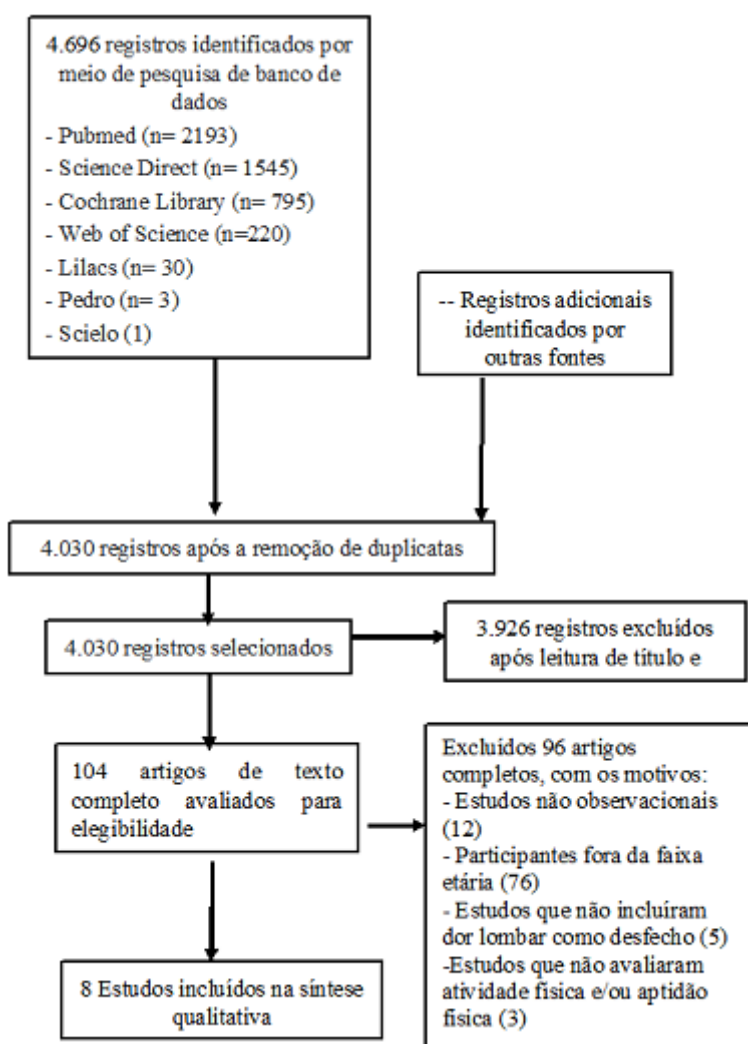 4.696 registros identificados por
meio de pesquisa de banco de
dados
- Pubmed (n= 2193)
- Science Direct (n= 1545)
- Cochrane Library (n= 795)
- Web of Science (n=220)
- Lilacs (n= 30)
- Pedro (n= 3)
- Scielo (1)
-- Registros adicionais
identificados por
outras fontes
4.030 registros após a remoção de duplicatas
4.030 registros selecionados
3.926 registros excluídos
após leitura de título e
104 artigos de texto
completo avaliados para
elegibilidade
Excluídos 96 artigos
completos, com os motivos:
- Estudos não observacionais
(12)
- Participantes fora da faixa
etária (76)
- Estudos que não incluíram
dor lombar como desfecho (5)
-Estudos que não avaliaram
atividade física e/ou aptidão
física (3)
8 Estudos incluídos na síntese
qualitativa